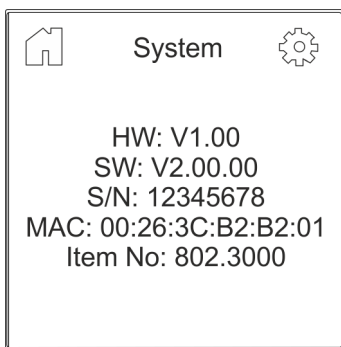 System
HW: V1.00
SW: V2.00.00
S/N: 12345678
MAC: 00:26:3C:B2:B2:01
Item No: 802.3000